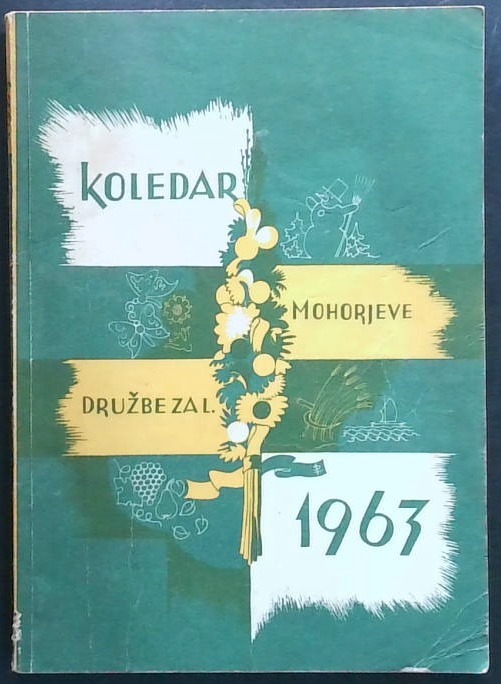 KOLEDAR
MOHORJEVE
DRUŽBE ZA L.
1963